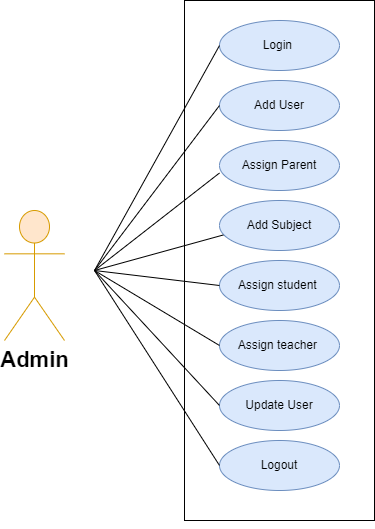 Login
Add User
Assign Parent
Add Subject
Assign student
Assign teacher
Update User
Logout
Admin